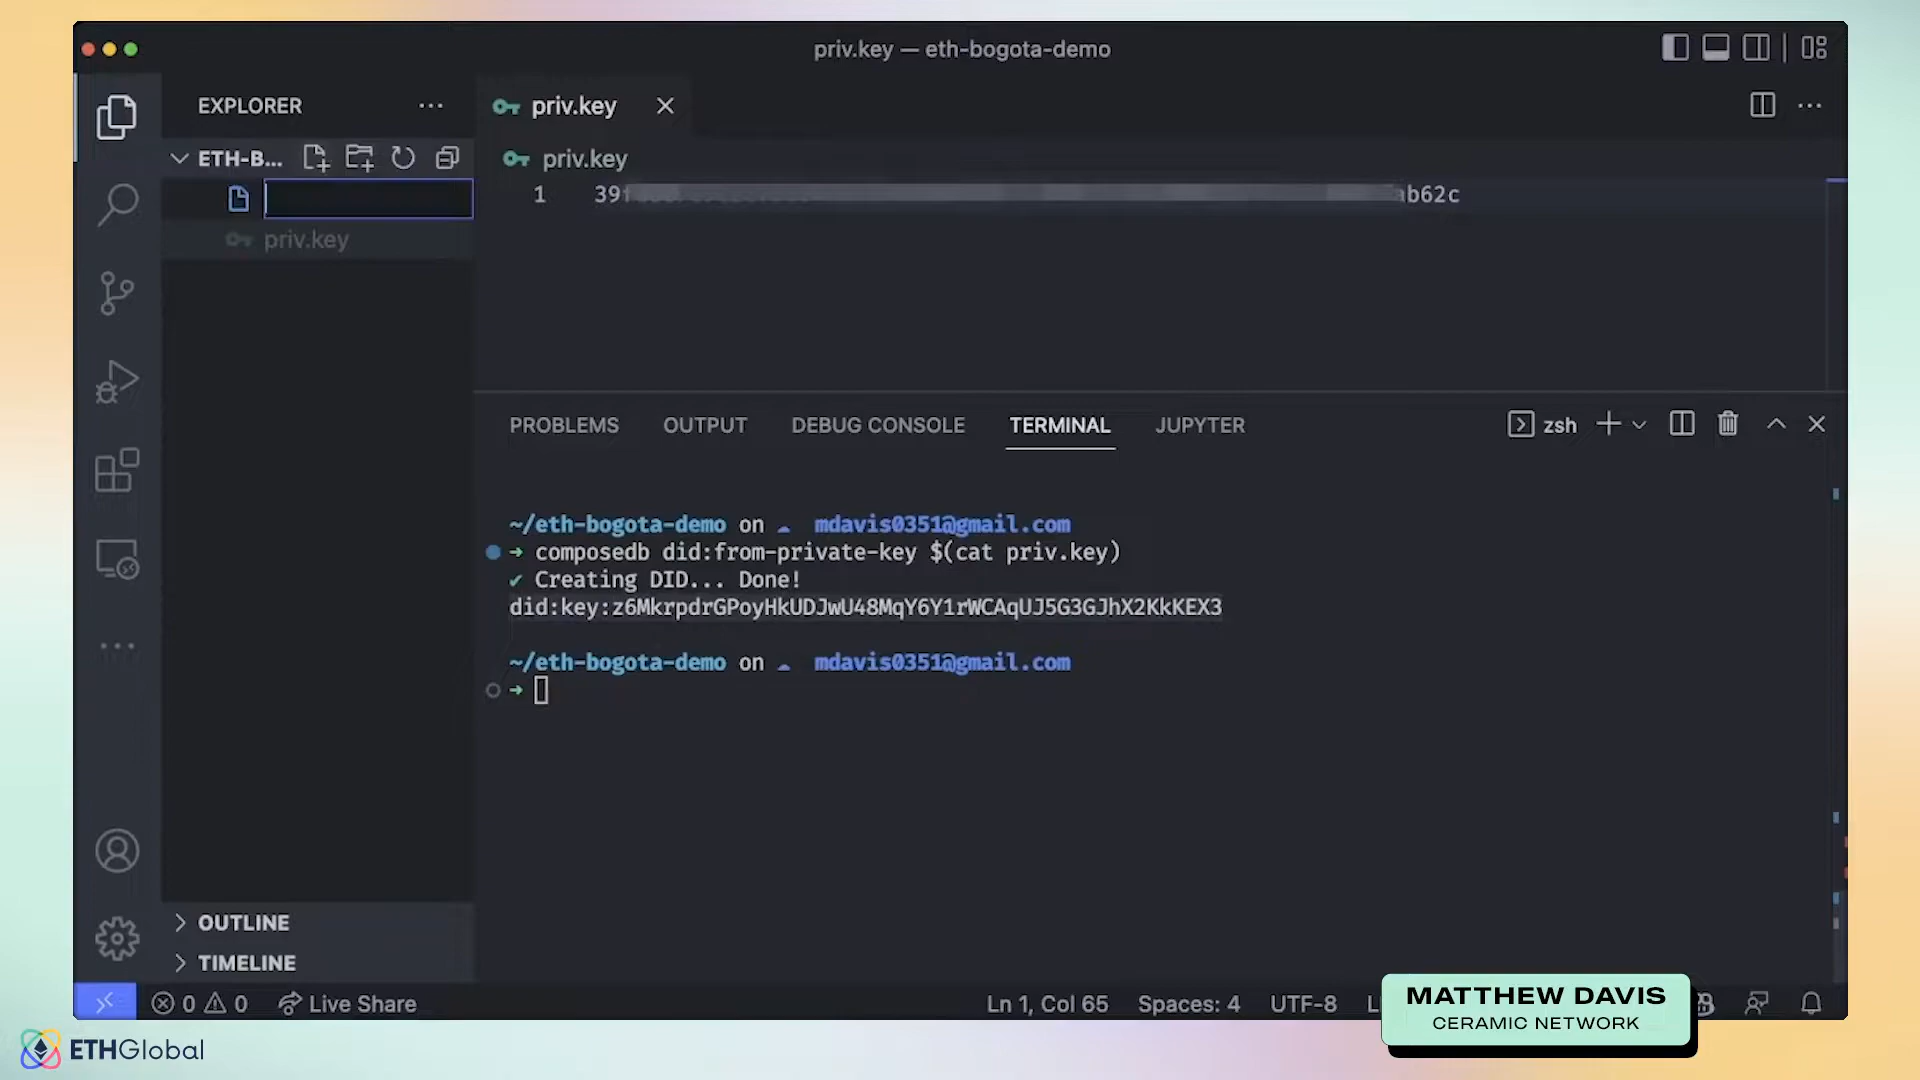 priv.key — eth-bogota-demo
EXPLORER
priv.key
ETH-B...
priv.key
1
ab62c
priv.key
PROBLEMS
OUTPUT
DEBUG CONSOLE
TERMINAL
JUPYTER
zsh
~/eth-bogota-demo on mdavis0351@gmail.com
composedb did:from-private-key $(cat priv.key)
✔ Creating DID... Done!
did:key:z6MkrpdrGPoyHkUDJwU48MqY6Y1rWCAqUJ5G3GJhX2KkKEX3
~/eth-bogota-demo on mdavis0351@gmail.com
OUTLINE
TIMELINE
0
0
Live Share
Ln 1, Col 65
Spaces: 4
UTF-8
MATTHEW DAVIS
CERAMIC NETWORK
ETHGlobal